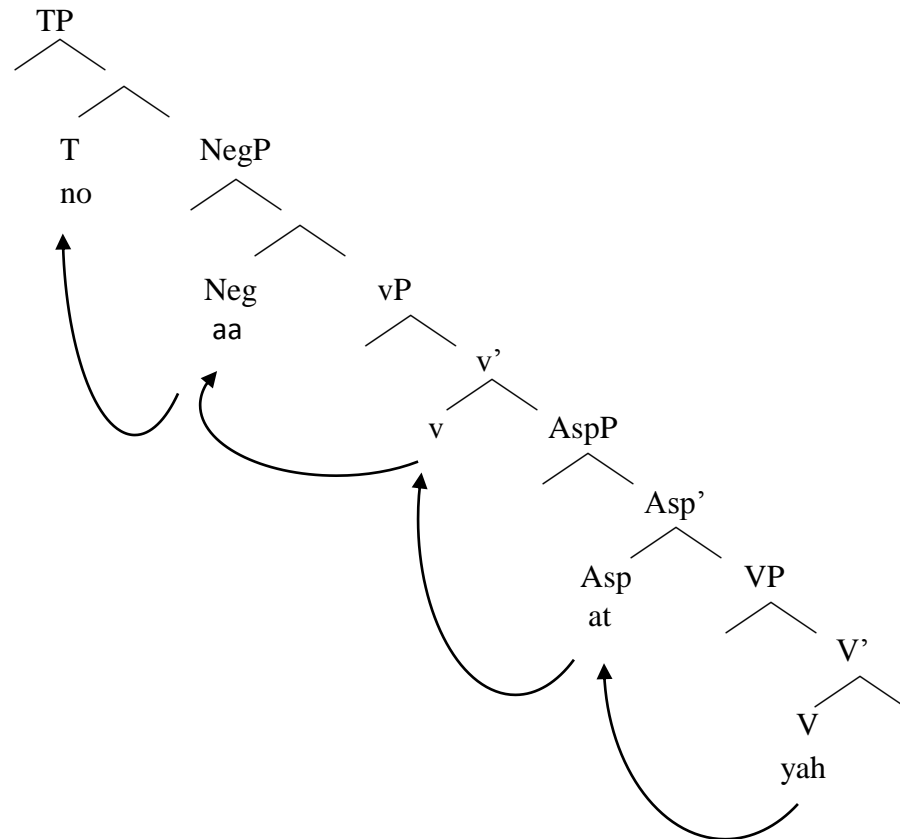 TP
T NegP
no
Neg vP
aa
v’
v AspP
Asp’
Asp VP
at
V’
V
yah